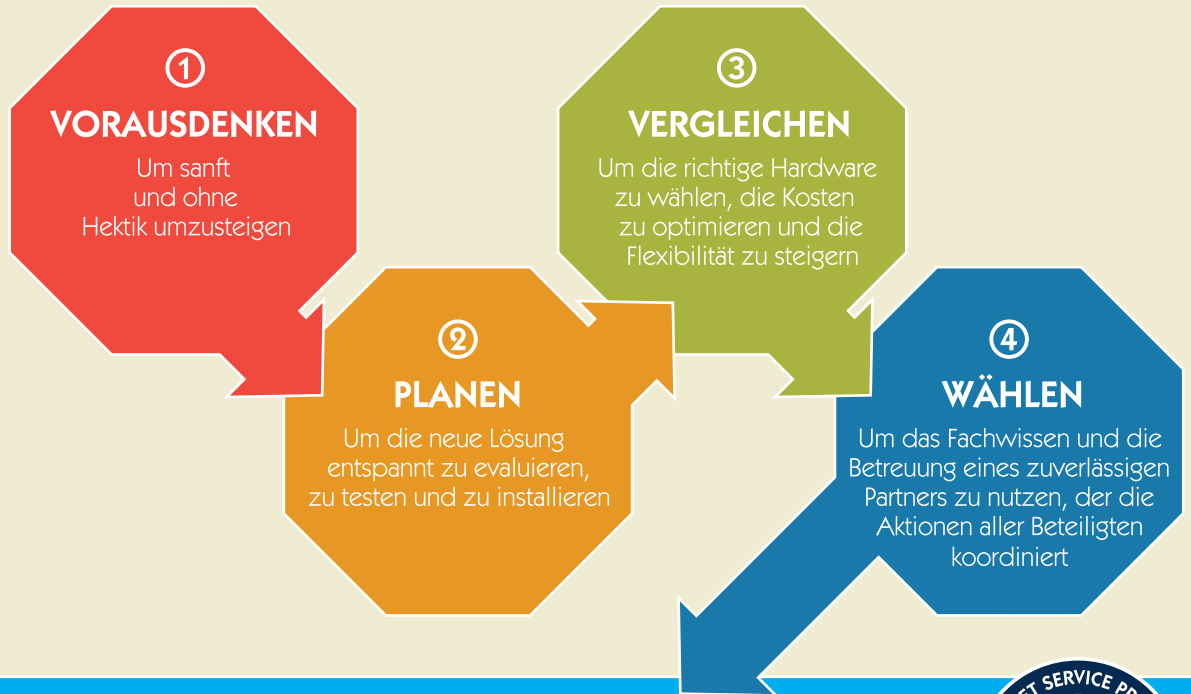 ①
VORAUSDENKEN
Um sanft
und ohne
Hektik umzusteigen
②
PLANEN
Um die neue Lösung
entspannt zu evaluieren,
zu testen und zu installieren
③
VERGLEICHEN
Um die richtige Hardware
zu wählen, die Kosten
zu optimieren und die
Flexibilität zu steigern
④
WÄHLEN
Um das Fachwissen und die
Betreuung eines zuverlässigen
Partners zu nutzen, der die
Aktionen aller Beteiligten
koordiniert
SERVICE